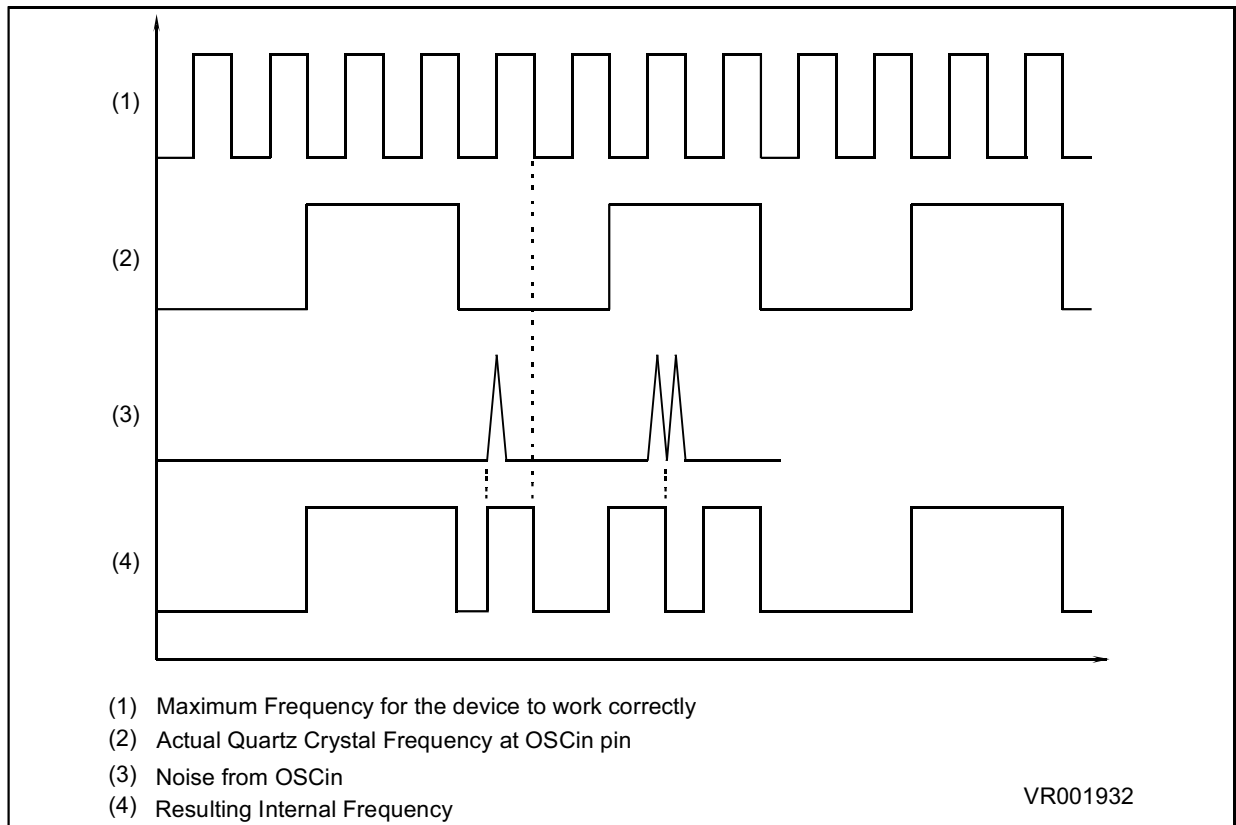 (1)
(2)
(3)
(4)
(1) Maximum Frequency for the device to work correctly
(2) Actual Quartz Crystal Frequency at OSCin pin
(3) Noise from OSCin
(4) Resulting Internal Frequency
VR001932